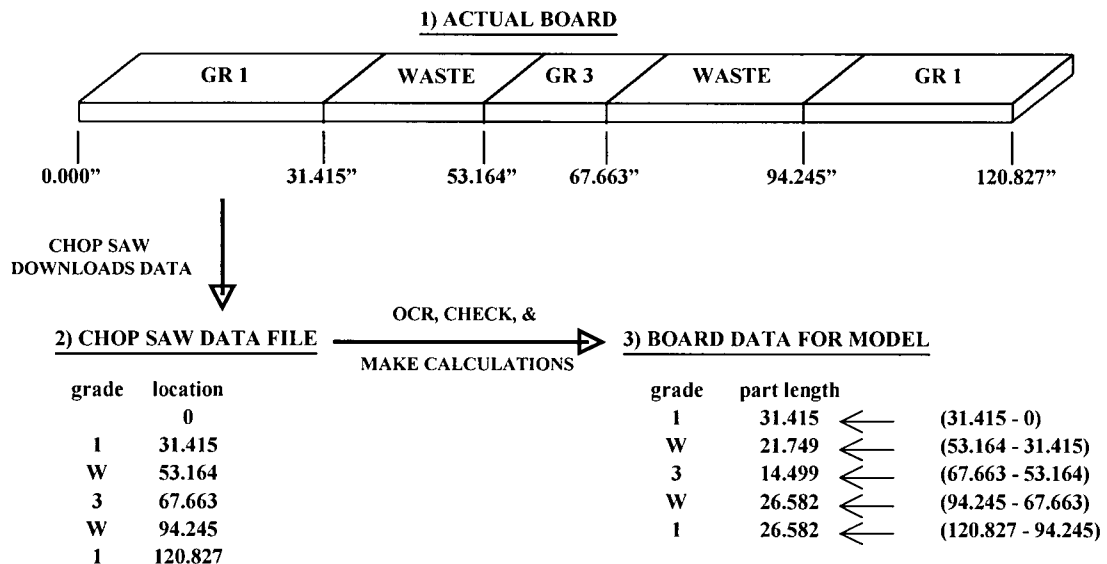 1) ACTUAL BOARD
GR 1 WASTE GR 3 WASTE GR 1
0.000” 31.415” 53.164” 67.663” 94.245” 120.827”
CHOP SAW
DOWNLOADS DATA
OCR, CHECK, &
MAKE CALCULATIONS
2) CHOP SAW DATA FILE
grade location
0
1 31.415
W 53.164
3 67.663
W 94.245
1 120.827
3) BOARD DATA FOR MODEL
grade part length
1 31.415 (31.415 - 0)
W 21.749 (53.164 - 31.415)
3 14.499 (67.663 - 53.164)
W 26.582 (94.245 - 67.663)
1 26.582 (120.827 - 94.245)